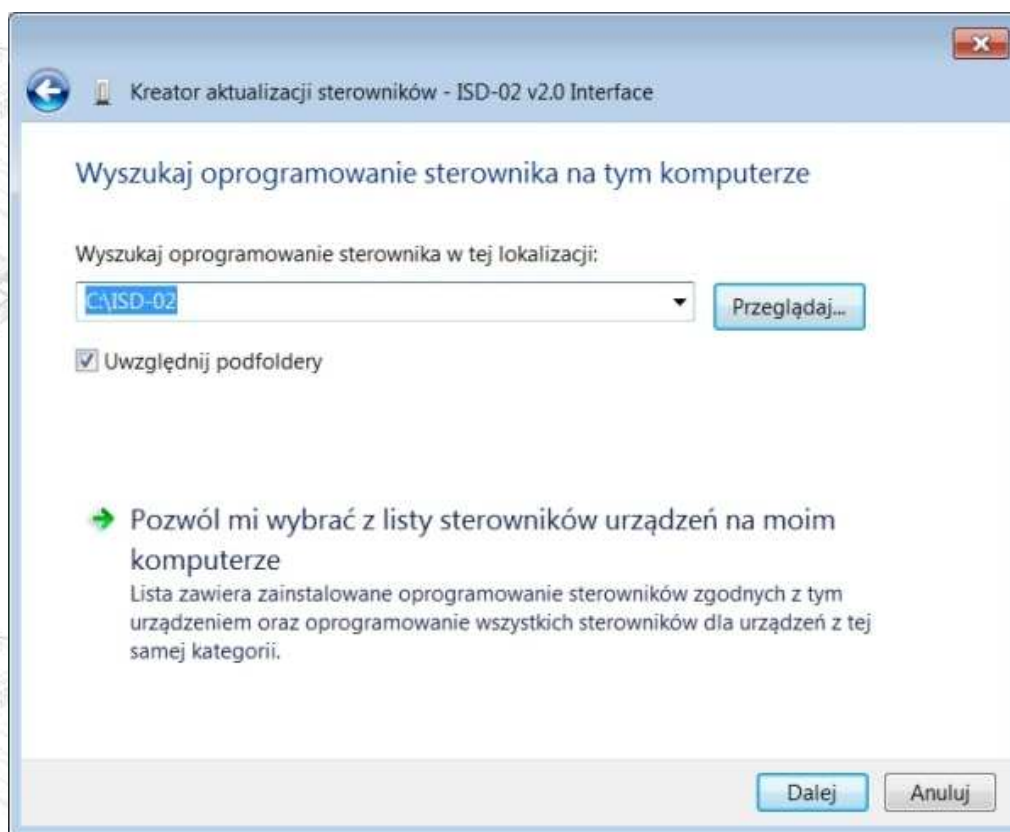 Kreator aktualizacji sterowników - ISD-02 v2.0 Interface
Wyszukaj oprogramowanie sterownika na tym komputerze
Wyszukaj oprogramowanie sterownika w tej lokalizacji:
C:\ISD-02
Przeglądaj...
Uwzględnij podfoldery
Pozwól mi wybrać z listy sterowników urządzeń na moim
komputerze
Lista zawiera zainstalowane oprogramowanie sterowników zgodnych z tym
urządzeniem oraz oprogramowanie wszystkich sterowników dla urządzeń z tej
samej kategorii.
Dalej
Anuluj